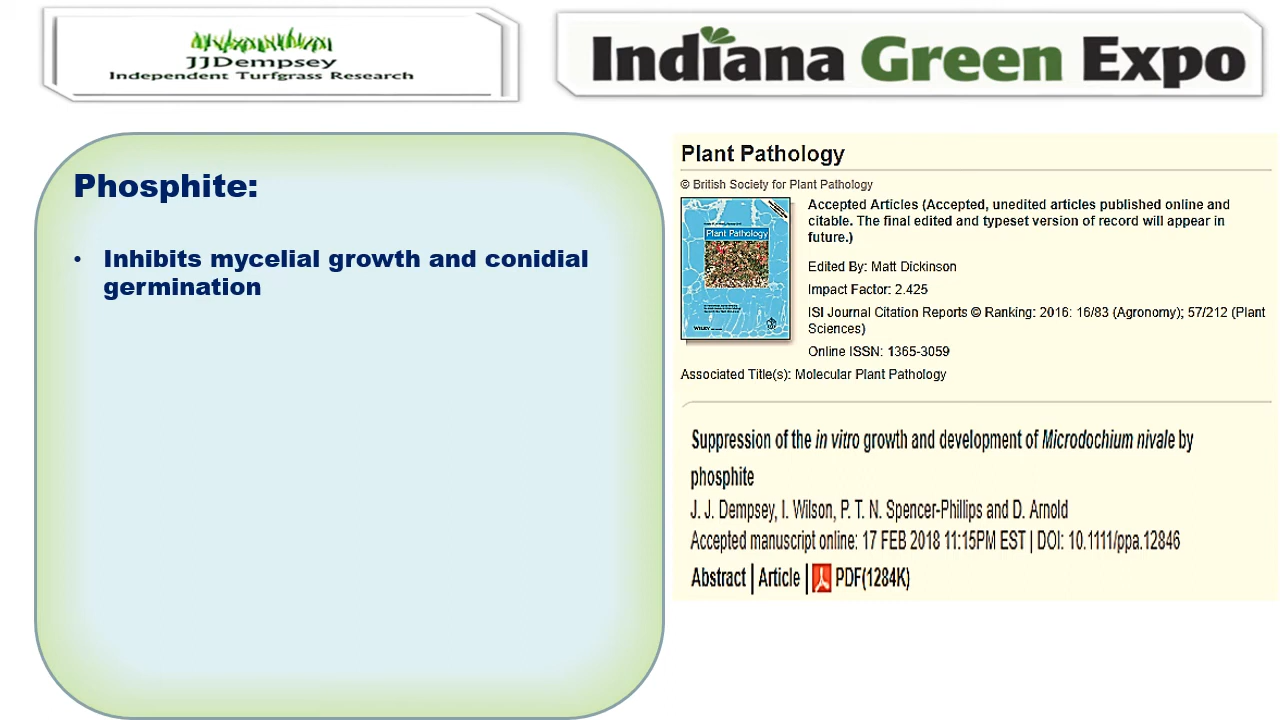 JJDempsey
Independent Turfgrass Research
Indiana Green Expo
Phosphite:
• Inhibits mycelial growth and conidial
germination
Plant Pathology
© British Society for Plant Pathology
Plant Pathology
WILEY
Accepted Articles (Accepted, unedited articles published online and
citable. The final edited and typeset version of record will appear in
future.)
Edited By: Matt Dickinson
Impact Factor: 2.425
ISI Journal Citation Reports © Ranking: 2016: 16/83 (Agronomy); 57/212 (Plant
Sciences)
Online ISSN: 1365-3059
Associated Title(s): Molecular Plant Pathology
Suppression of the in vitro growth and development of Microdochium nivale by
phosphite
J. J. Dempsey, I. Wilson, P. T. N. Spencer-Phillips and D. Arnold
Accepted manuscript online: 17 FEB 2018 11:15PM EST | DOI: 10.1111/ppa.12846
Abstract | Article | PDF(1284K)